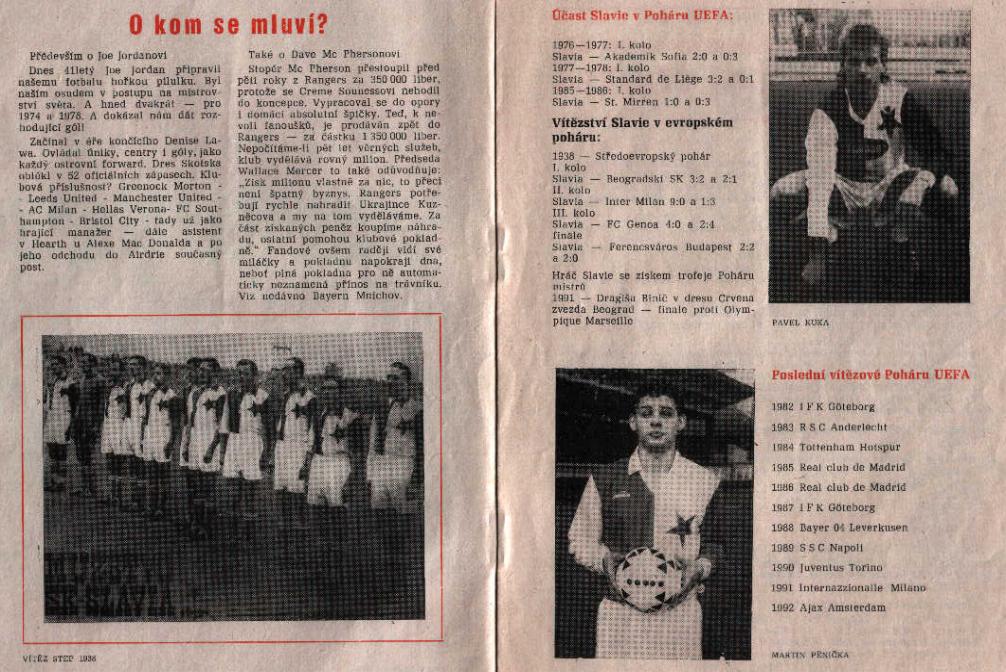 O kom se mluví?
Především o Joe Jordanovi
Dnes 41letý Joe Jordan připravil
našemu fotbalu hořkou pilulku. Byl
naším osudem v postupu na mistrov-
ství světa. A hned dvakrát — pro
1974 a 1978. A dokázal nám dát roz-
hodující gól!
Začínal v éře končícího Denise La-
wa. Ovládal úniky, centry i góly, jako
každý ostrovní forward. Dres Skotska
oblékl v 52 oficiálních zápasech. Klu-
bová příslušnost? Greenock Morton -
- Leeds United - Manchester United -
- AC Milan - Hellas Verona- FC Sout-
hampton - Bristol City - tady už jako
hrající manažer — dále asistent
v Hearth u Alexe Mac Donalda a po
jeho odchodu do Airdrie současný
post.
Také o Dave Mc Phersonovi
Stopér Mc Pherson přestoupil před
pěti roky z Rangers za 350 000 liber,
protože se Creme Sounessovi nehodil
do koncepce. Vypracoval se do opory
i domácí absolutní špičky. Teď, k ne-
voli fanoušků, je prodáván zpět do
Rangers — za částku 1 350 000 liber.
Nepočítáme-li pět let věrných služeb,
klub vydělává rovný milion. Předseda
Wallace Mercer to také odůvodňuje:
„Zisk milionu vlastně za nic, to přeci
není špatný byznys. Rangers potře-
bují rychle nahradit Ukrajince Kuz-
něcova a my na tom vyděláváme. Za
část získaných peněz koupíme náhra-
du, ostatní pomohou klubové poklad-
ně.“ Fandové ovšem raději vidí své
miláčky a pokladnu napokraji dna,
neboť plná pokladna pro ně automa-
ticky neznamená přínos na trávníku.
Viz nedávno Bayern Mnichov.
SK SLAVIA
VÍTĚZ STEP 1938
Účast Slavie v Poháru UEFA:
1976—1977: I. kolo
Slavia — Akademik Sofia 2:0 a 0:3
1977—1978: I. kolo
Slavia — Standard de Liège 3:2 a 0:1
1985—1986: I. kolo
Slavia — St. Mirren 1:0 a 0:3
Vítězství Slavie v evropském
poháru:
1938 — Středoevropský pohár
I. kolo
Slavia — Beogradski SK 3:2 a 2:1
II. kolo
Slavia — Inter Milan 9:0 a 1:3
III. kolo
Slavia — FC Genoa 4:0 a 2:4
finále
Slavia — Ferencsváros Budapest 2:2
a 2:0
Hráč Slavie se ziskem trofeje Poháru
mistrů
1991 — Dragiša Binič v dresu Crvena
zvezda Beograd — finále proti Olym-
pique Marseille
PAVEL KUKA
MARTIN PĚNIČKA
Poslední vítězové Poháru UEFA
1982 I F K Göteborg
1983 R S C Anderlecht
1984 Tottenham Hotspur
1985 Real club de Madrid
1986 Real club de Madrid
1987 I F K Göteborg
1988 Bayer 04 Leverkusen
1989 S S C Napoli
1990 Juventus Torino
1991 Internazzionalle Milano
1992 Ajax Amsterdam